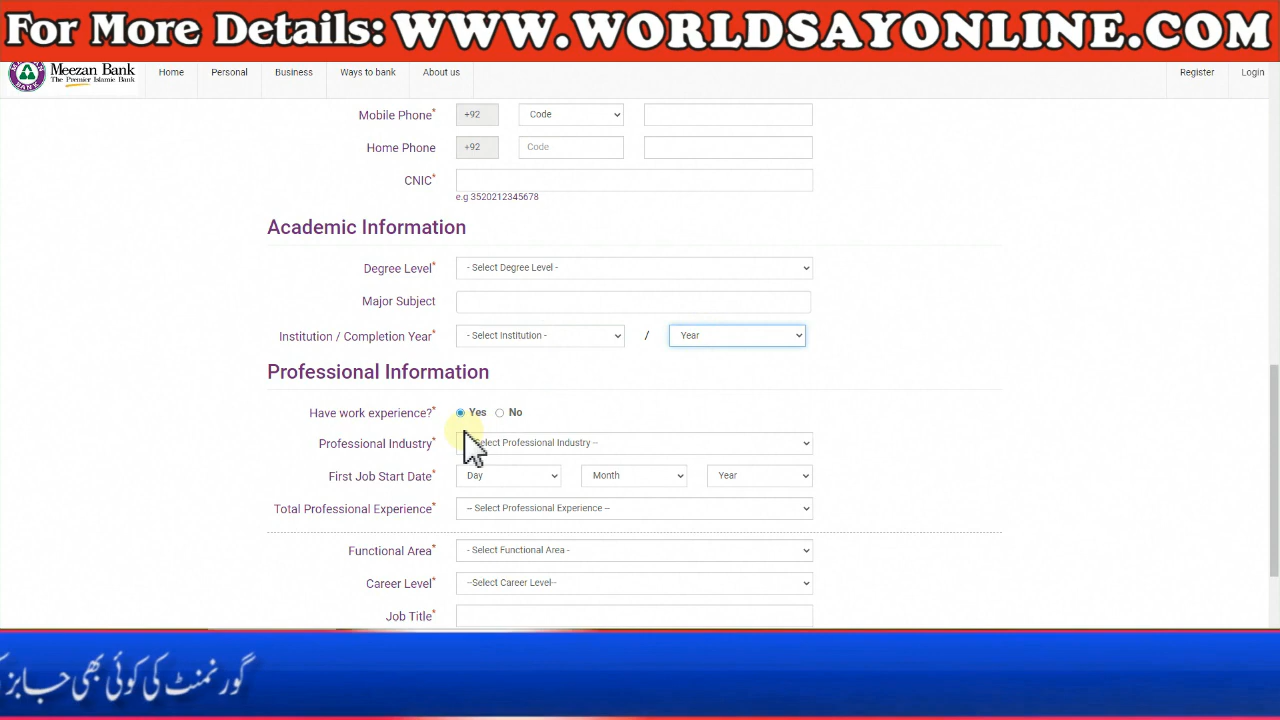 For More Details: WWW.WORLDSAYONLINE.COM
Meezan Bank
The Premier Islamic Bank
Home Personal Business Ways to bank About us Register Login
Mobile Phone* +92 Code
Home Phone +92 Code
CNIC*
e.g 3520212345678
Academic Information
Degree Level* - Select Degree Level -
Major Subject
Institution / Completion Year* - Select Institution - / Year
Professional Information
Have work experience?* Yes No
Professional Industry* Select Professional Industry --
First Job Start Date* Day Month Year
Total Professional Experience* -- Select Professional Experience --
Functional Area* - Select Functional Area -
Career Level* --Select Career Level--
Job Title*
گورنمنٹ کی کوئی بھی جابز